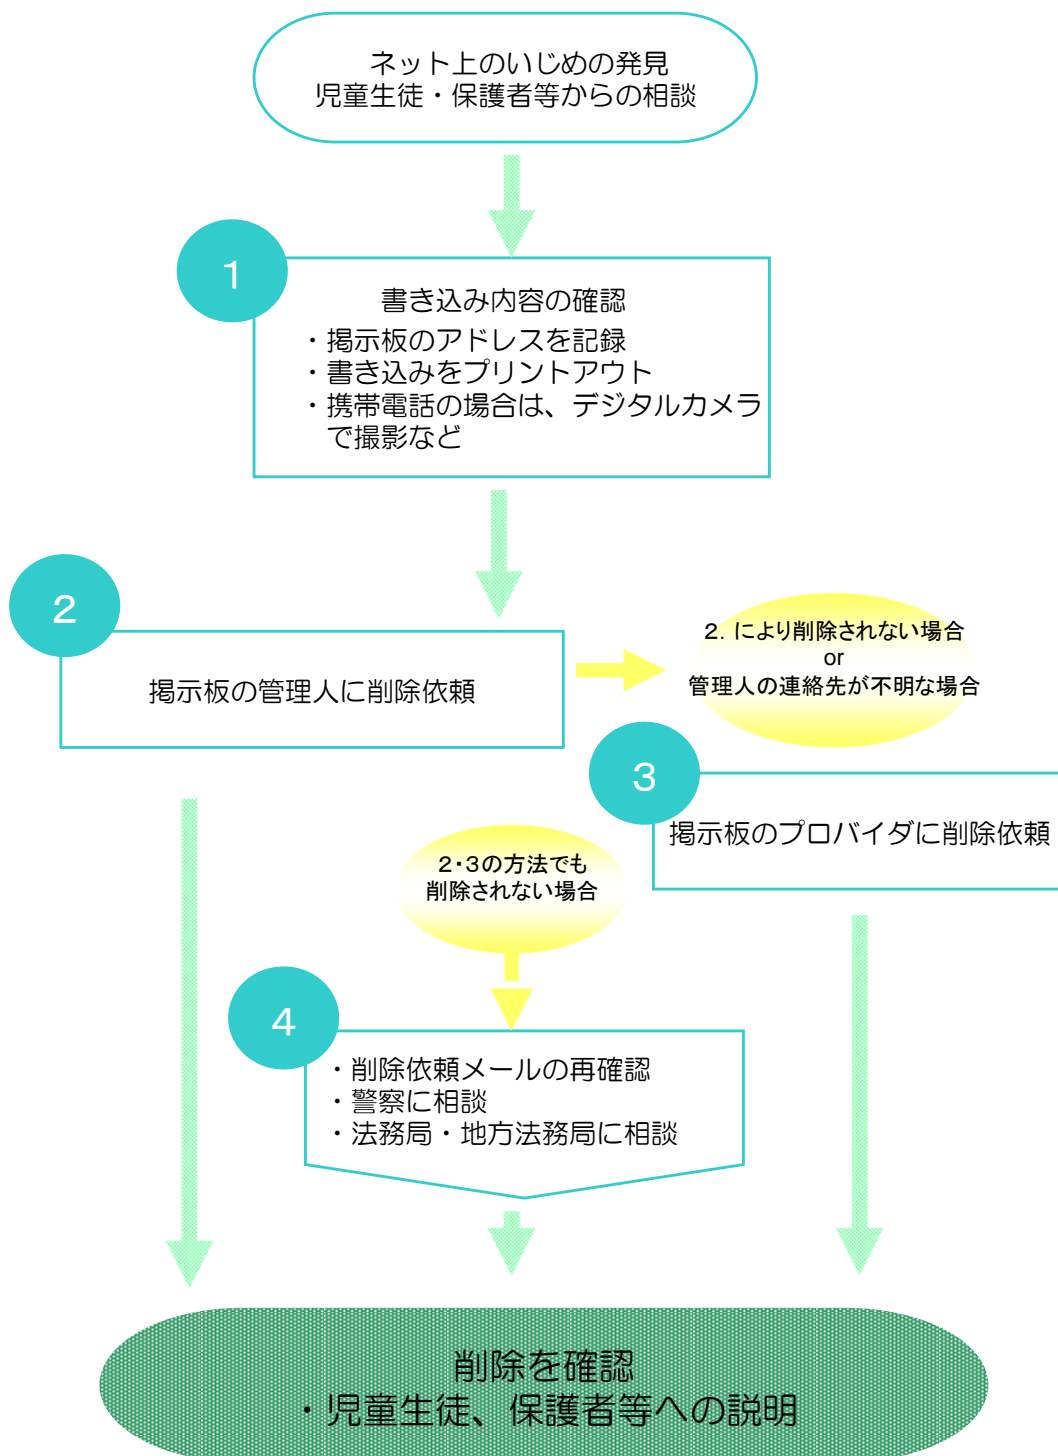 ネット上のいじめの発見
児童生徒・保護者等からの相談
1
書き込み内容の確認
・掲示板のアドレスを記録
・書き込みをプリントアウト
・携帯電話の場合は、デジタルカメラ
で撮影など
2
掲示板の管理人に削除依頼
2. により削除されない場合
or
管理人の連絡先が不明な場合
3
掲示板のプロバイダに削除依頼
2・3の方法でも
削除されない場合
4
・削除依頼メールの再確認
・警察に相談
・法務局・地方法務局に相談
削除を確認
・児童生徒、保護者等への説明